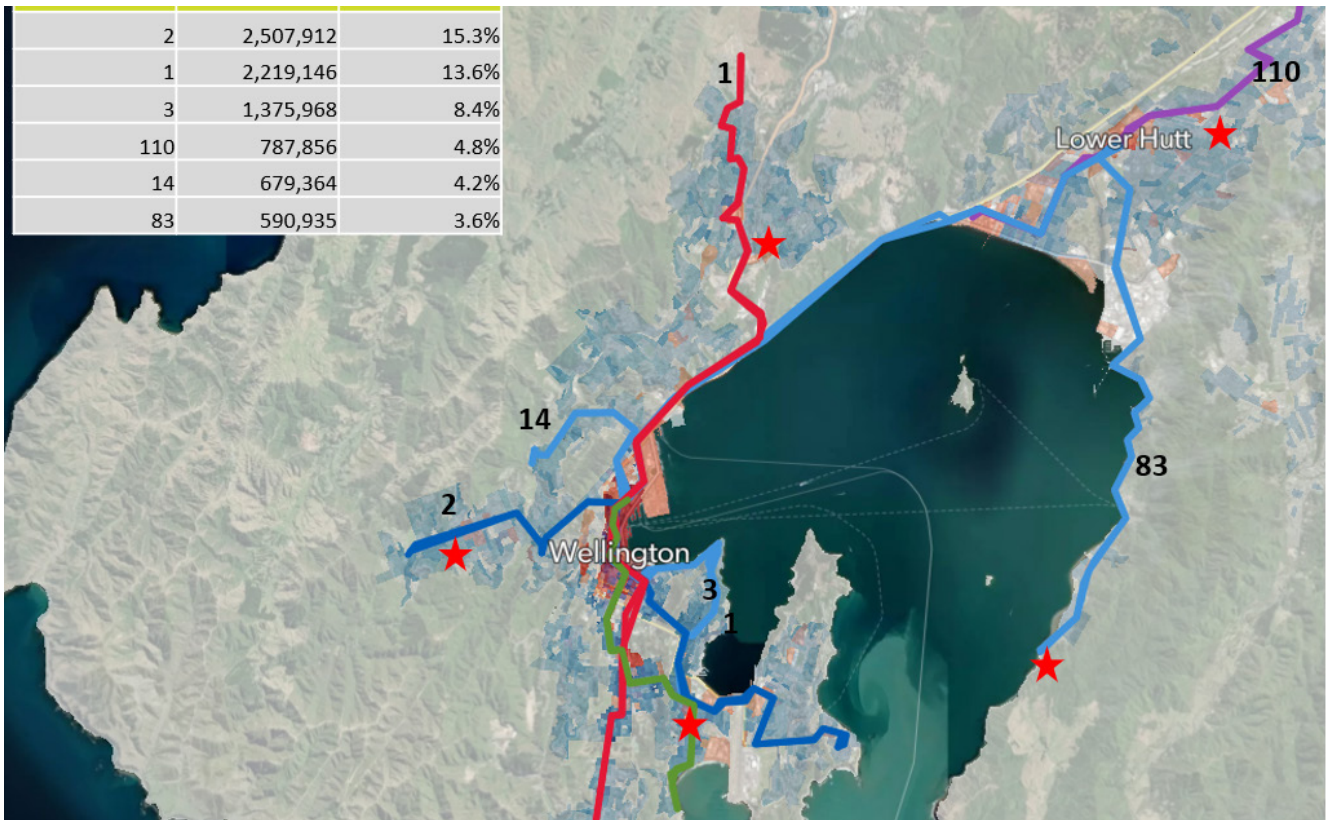 2 2,507,912 15.3%
1 2,219,146 13.6%
3 1,375,968 8.4%
110 787,856 4.8%
14 679,364 4.2%
83 590,935 3.6%
1
110
Lower Hutt
14
83
2
Wellington
3
1